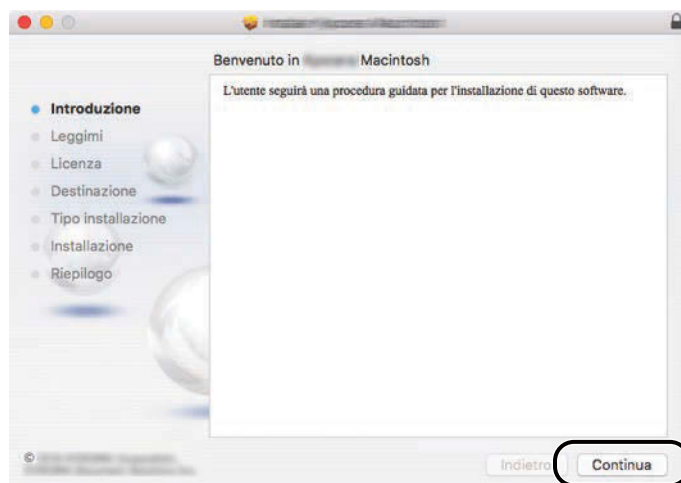 Benvenuto in Macintosh
L'utente seguirà una procedura guidata per l'installazione di questo software.
Introduzione
Leggimi
Licenza
Destinazione
Tipo installazione
Installazione
Riepilogo
©
Indietro
Continua